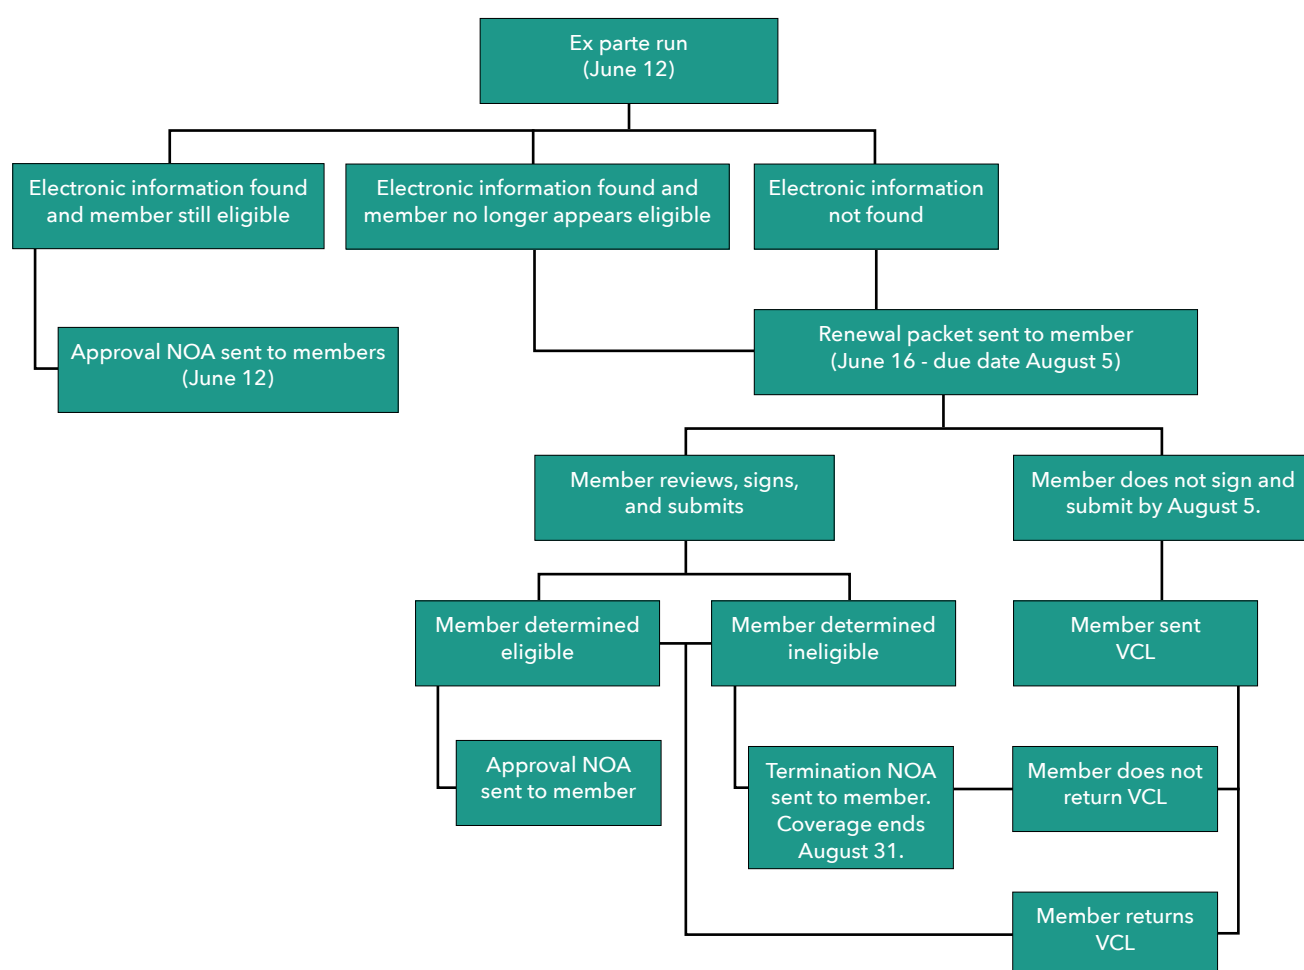 Ex parte run
(June 12)
Electronic information found
and member still eligible
Electronic information found and
member no longer appears eligible
Electronic information
not found
Approval NOA sent to members
(June 12)
Renewal packet sent to member
(June 16 - due date August 5)
Member reviews, signs,
and submits
Member does not sign and
submit by August 5.
Member determined
eligible
Member determined
ineligible
Member sent
VCL
Approval NOA
sent to member
Termination NOA
sent to member.
Coverage ends
August 31.
Member does not
return VCL
Member returns
VCL